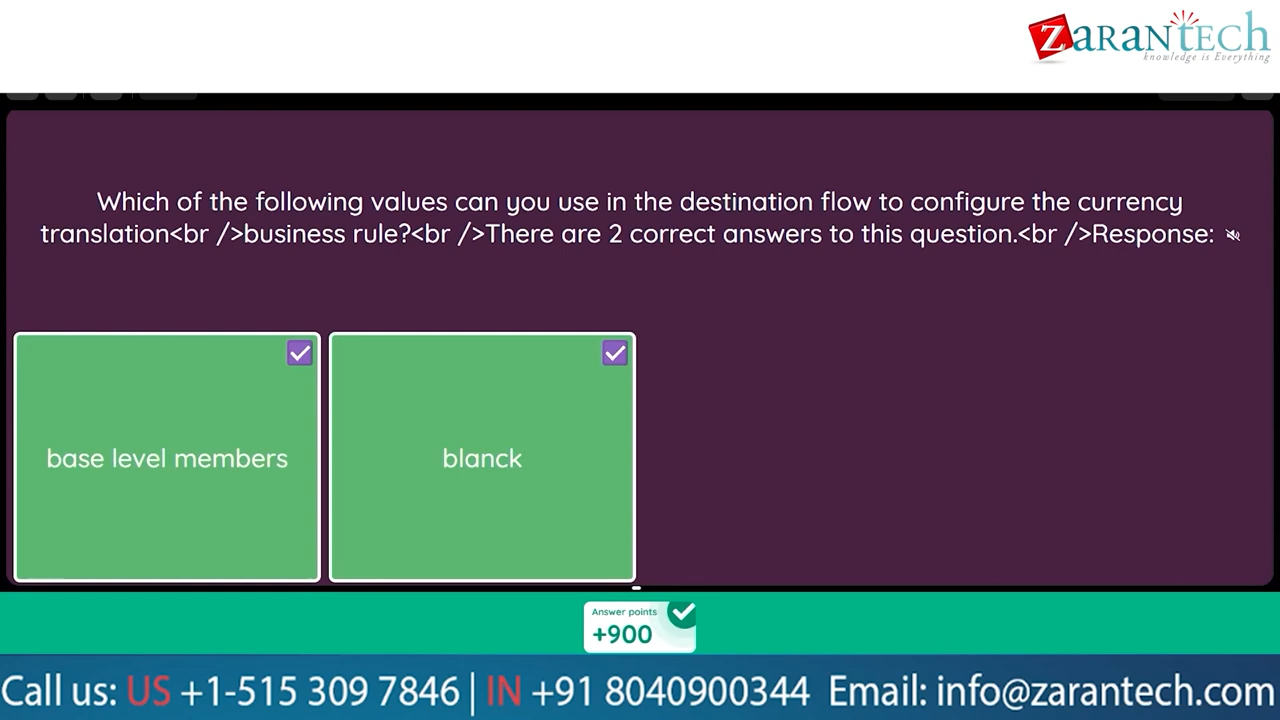 ZARANTECH
knowledge is Everything
Which of the following values can you use in the destination flow to configure the currency
translation<br />business rule?<br />There are 2 correct answers to this question.<br />Response:
base level members
blanck
Answer points
+900
Call us: US +1-515 309 7846 | IN +91 8040900344 Email: info@zarantech.com